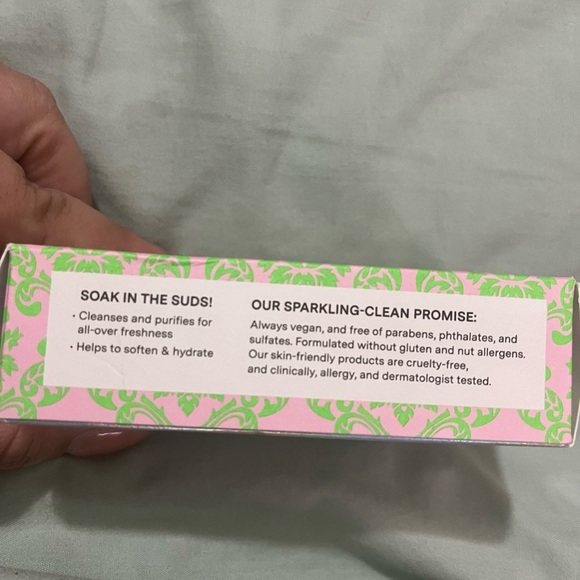 SOAK IN THE SUDS!
• Cleanses and purifies for
all-over freshness
• Helps to soften & hydrate
OUR SPARKLING-CLEAN PROMISE:
Always vegan, and free of parabens, phthalates, and
sulfates. Formulated without gluten and nut allergens.
Our skin-friendly products are cruelty-free,
and clinically, allergy, and dermatologist tested.